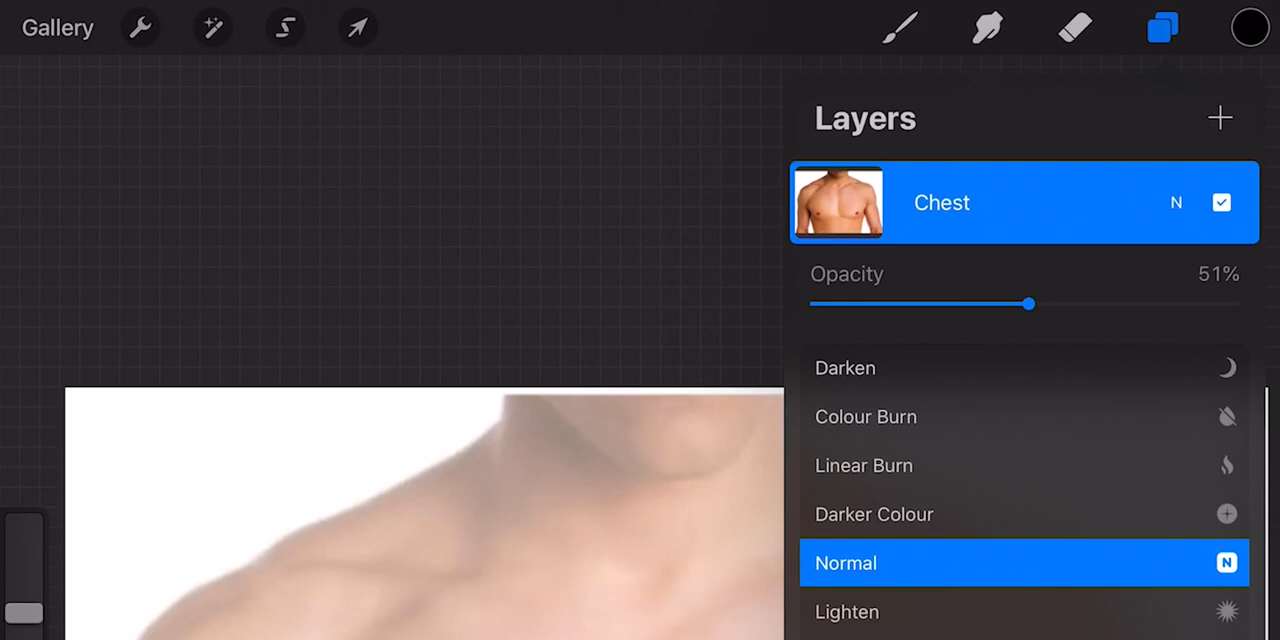 Gallery
Layers
Chest N
Opacity 51%
Darken
Colour Burn
Linear Burn
Darker Colour
Normal N
Lighten